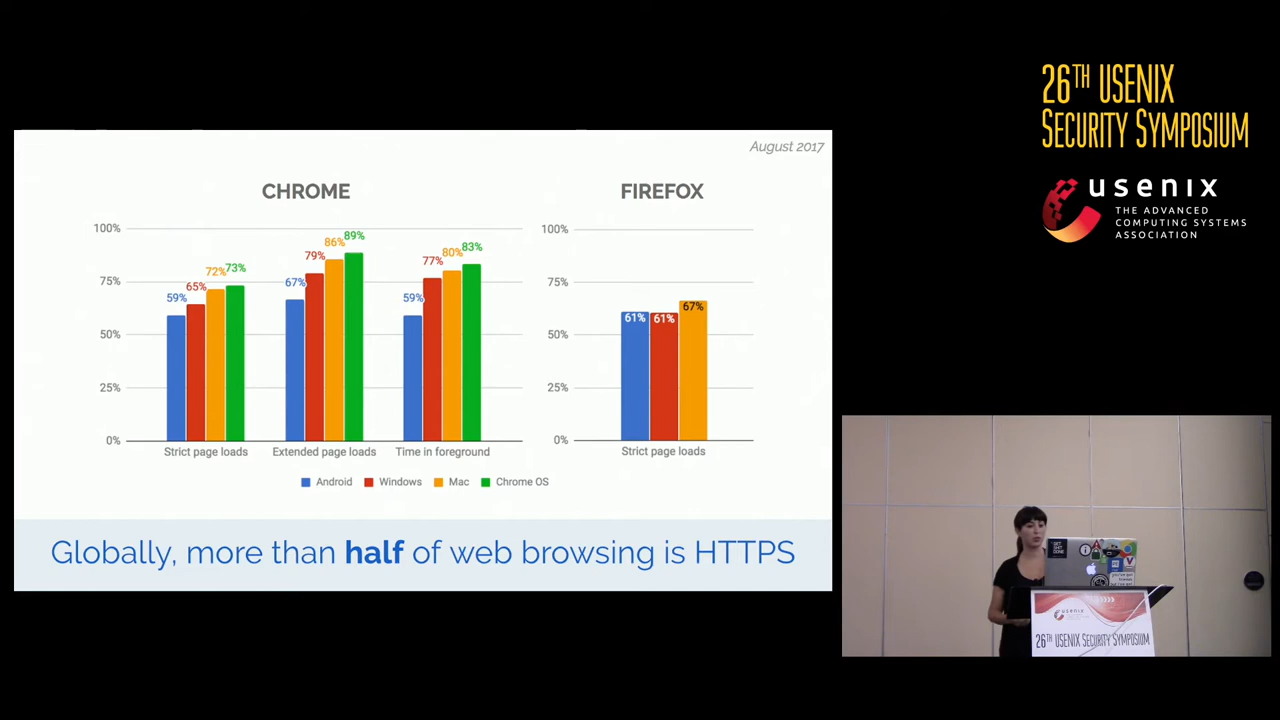 August 2017
CHROME
FIREFOX
100%
75%
50%
25%
0%
59%
65%
72%
73%
67%
79%
86%
89%
59%
77%
80%
83%
Strict page loads
Extended page loads
Time in foreground
100%
75%
50%
25%
0%
61%
61%
67%
Strict page loads
Android
Windows
Mac
Chrome OS
Globally, more than half of web browsing is HTTPS
26TH USENIX
SECURITY SYMPOSIUM
usenix
THE ADVANCED
COMPUTING SYSTEMS
ASSOCIATION
usenix
26TH USENIX SECURITY SYMPOSIUM